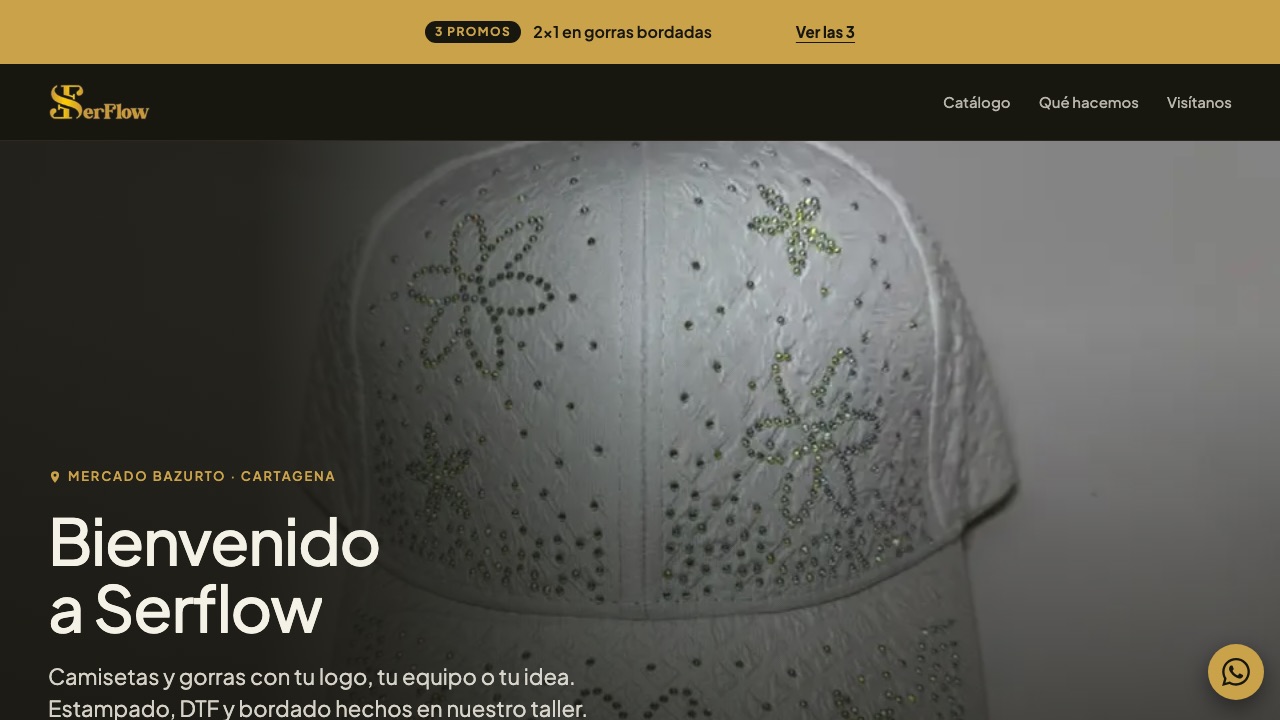 3 PROMOS 2×1 en gorras bordadas Ver las 3
SerFlow Catálogo Qué hacemos Visítanos
MERCADO BAZURTO · CARTAGENA
Bienvenido
a Serflow
Camisetas y gorras con tu logo, tu equipo o tu idea.
Estampado, DTF y bordado hechos en nuestro taller.